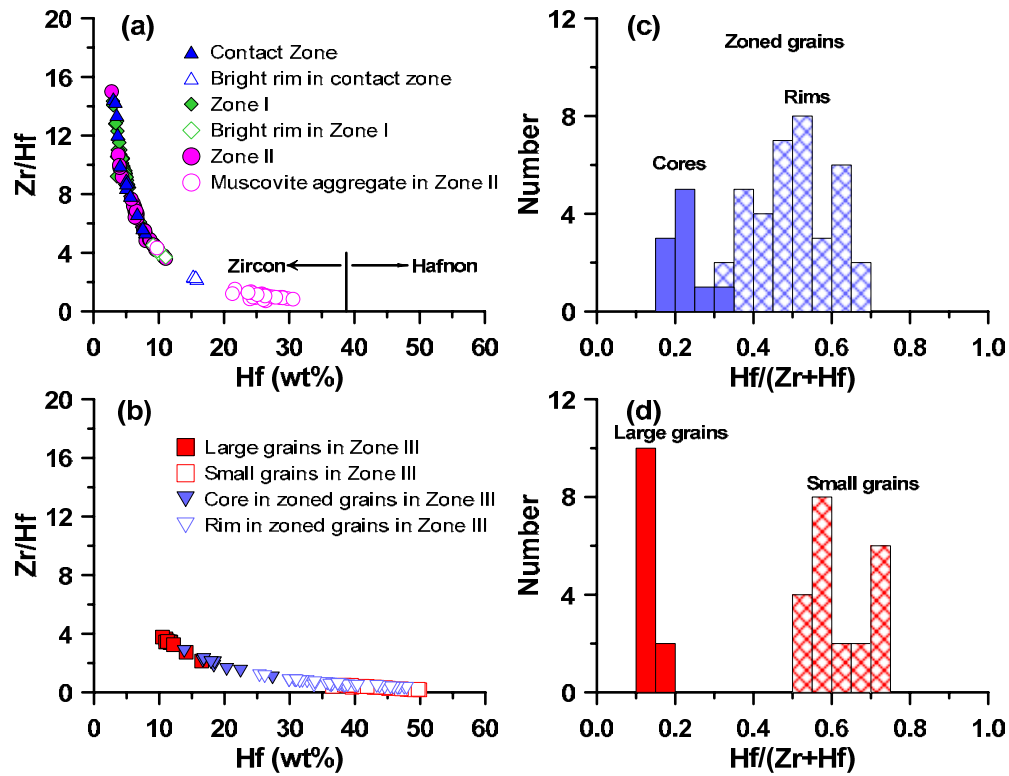 (a)
Contact Zone
Bright rim in contact zone
Zone I
Bright rim in Zone I
Zone II
Muscovite aggregate in Zone II
Zircon
Hafnon
20
16
12
8
4
0
Zr/Hf
0 10 20 30 40 50 60
Hf (wt%)
(c)
Zoned grains
Rims
Cores
12
8
4
0
Number
0.0 0.2 0.4 0.6 0.8 1.0
Hf/(Zr+Hf)
(b)
Large grains in Zone III
Small grains in Zone III
Core in zoned grains in Zone III
Rim in zoned grains in Zone III
20
16
12
8
4
0
Zr/Hf
0 10 20 30 40 50 60
Hf (wt%)
(d)
Large grains
Small grains
12
8
4
0
Number
0.0 0.2 0.4 0.6 0.8 1.0
Hf/(Zr+Hf)